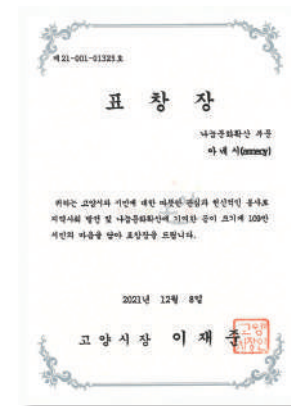 제21-001-01323호
표 창 장
나눔문화확산 부문
아 네 시(annecy)
귀하는 고양시와 시민에 대한 따뜻한 관심과 헌신적인 봉사로
지역사회 발전 및 나눔문화확산에 기여한 공이 크기에 109만
시민의 마음을 담아 표창장을 드립니다.
2021년 12월 8일
고 양 시 장 이 재 준
고양
시장인